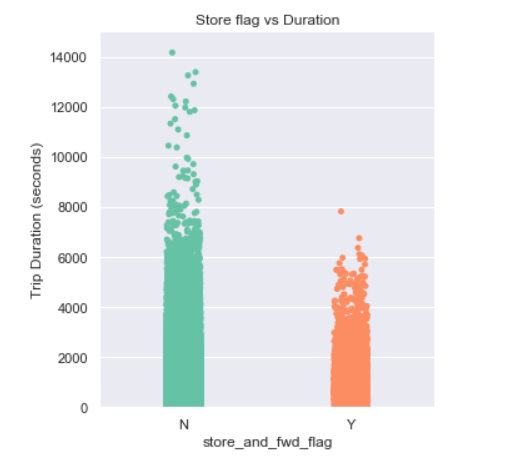 Store flag vs Duration
14000
12000
10000
8000
6000
4000
2000
0
Trip Duration (seconds)
N Y
store_and_fwd_flag